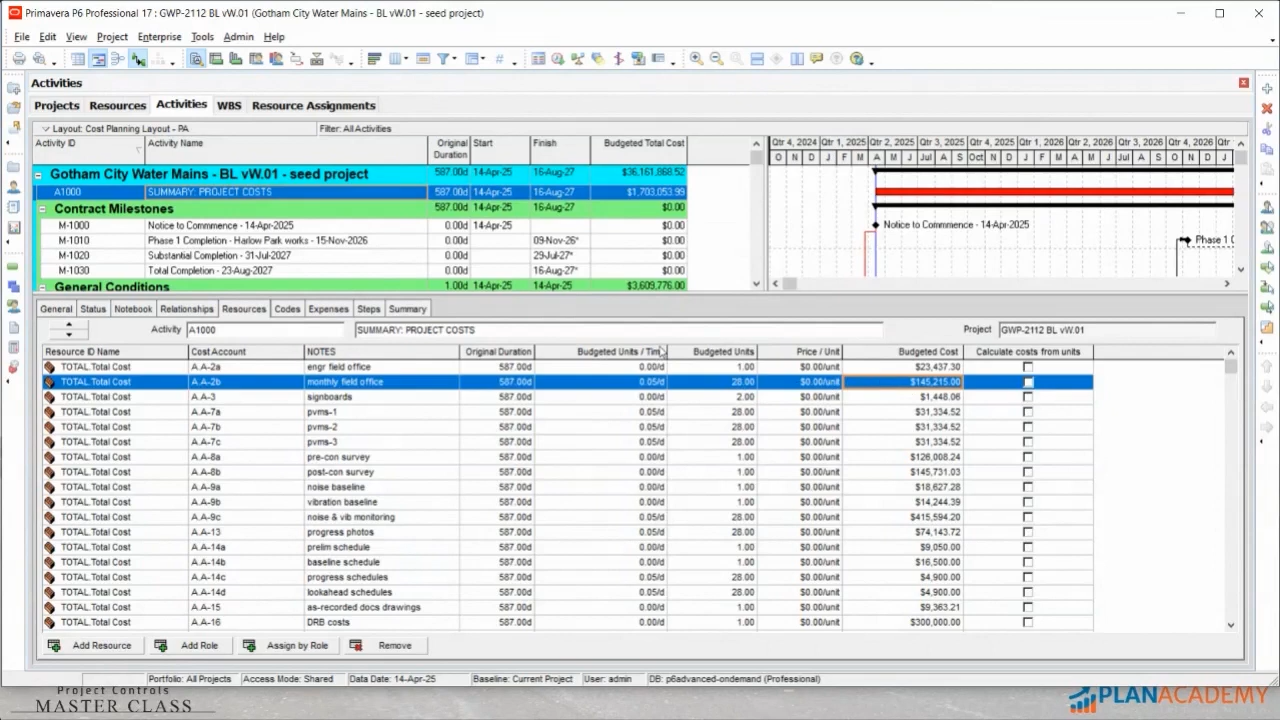 Primavera P6 Professional 17 : GWP-2112 BL vW.01 (Gotham City Water Mains - BL vW.01 - seed project)
File Edit View Project Enterprise Tools Admin Help
Activities
Projects Resources Activities WBS Resource Assignments
Layout: Cost Planning Layout - PA Filter: All Activities
Activity ID Activity Name Original Duration Start Finish Budgeted Total Cost
Qtr 4, 2024 Qtr 1, 2025 Qtr 2, 2025 Qtr 3, 2025 Qtr 4, 2025 Qtr 1, 2026 Qtr 2, 2026 Qtr 3, 2026 Qtr 4, 2026
O N D J F M A M J Jul A S Oct N D J F M A M J Jul A S O N D J
Gotham City Water Mains - BL vW.01 - seed project 587.00d 14-Apr-25 16-Aug-27 $36,161,868.52
A1000 SUMMARY: PROJECT COSTS 587.00d 14-Apr-25 16-Aug-27 $1,703,053.99
Contract Milestones 587.00d 14-Apr-25 16-Aug-27 $0.00
M-1000 Notice to Commmence - 14-Apr-2025 0.00d 14-Apr-25 $0.00
Notice to Commmence - 14-Apr-2025
M-1010 Phase 1 Completion - Harlow Park works - 15-Nov-2026 0.00d 09-Nov-26* $0.00
Phase 1 C
M-1020 Substantial Completion - 31-Jul-2027 0.00d 29-Jul-27* $0.00
M-1030 Total Completion - 23-Aug-2027 0.00d 16-Aug-27* $0.00
General Conditions 1.00d 14-Apr-25 14-Apr-25 $3,609,776.00
General Status Notebook Relationships Resources Codes Expenses Steps Summary
Activity A1000 SUMMARY: PROJECT COSTS Project GWP-2112 BL vW.01
Resource ID Name Cost Account NOTES Original Duration Budgeted Units / Time Budgeted Units Price / Unit Budgeted Cost Calculate costs from units
TOTAL.Total Cost A.A-2a engr field office 587.00d 0.00/d 1.00 $0.00/unit $23,437.30
TOTAL.Total Cost A.A-2b monthly field office 587.00d 0.05/d 28.00 $0.00/unit $145,215.00
TOTAL.Total Cost A.A-3 signboards 587.00d 0.00/d 2.00 $0.00/unit $1,448.06
TOTAL.Total Cost A.A-7a pvms-1 587.00d 0.05/d 28.00 $0.00/unit $31,334.52
TOTAL.Total Cost A.A-7b pvms-2 587.00d 0.05/d 28.00 $0.00/unit $31,334.52
TOTAL.Total Cost A.A-7c pvms-3 587.00d 0.05/d 28.00 $0.00/unit $31,334.52
TOTAL.Total Cost A.A-8a pre-con survey 587.00d 0.00/d 1.00 $0.00/unit $126,008.24
TOTAL.Total Cost A.A-8b post-con survey 587.00d 0.00/d 1.00 $0.00/unit $145,731.03
TOTAL.Total Cost A.A-9a noise baseline 587.00d 0.00/d 1.00 $0.00/unit $18,627.28
TOTAL.Total Cost A.A-9b vibration baseline 587.00d 0.00/d 1.00 $0.00/unit $14,244.39
TOTAL.Total Cost A.A-9c noise & vib monitoring 587.00d 0.05/d 28.00 $0.00/unit $415,594.20
TOTAL.Total Cost A.A-13 progress photos 587.00d 0.05/d 28.00 $0.00/unit $74,143.72
TOTAL.Total Cost A.A-14a prelim schedule 587.00d 0.00/d 1.00 $0.00/unit $9,050.00
TOTAL.Total Cost A.A-14b baseline schedule 587.00d 0.00/d 1.00 $0.00/unit $16,500.00
TOTAL.Total Cost A.A-14c progress schedules 587.00d 0.05/d 28.00 $0.00/unit $4,900.00
TOTAL.Total Cost A.A-14d lookahead schedules 587.00d 0.05/d 28.00 $0.00/unit $4,900.00
TOTAL.Total Cost A.A-15 as-recorded docs drawings 587.00d 0.00/d 1.00 $0.00/unit $9,363.21
TOTAL.Total Cost A.A-16 DRB costs 587.00d 0.00/d 1.00 $0.00/unit $300,000.00
Add Resource Add Role Assign by Role Remove
Portfolio: All Projects Access Mode: Shared Data Date: 14-Apr-25 Baseline: Current Project User: admin DB: p6advanced-ondemand (Professional)
Project Controls
MASTER CLASS
PLANACADEMY